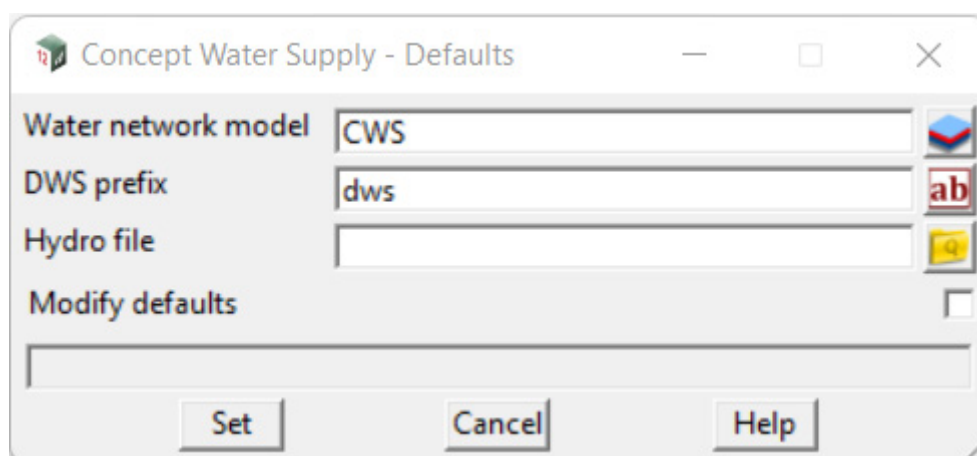 Concept Water Supply - Defaults
Water network model CWS
DWS prefix dws ab
Hydro file
Modify defaults
Set Cancel Help